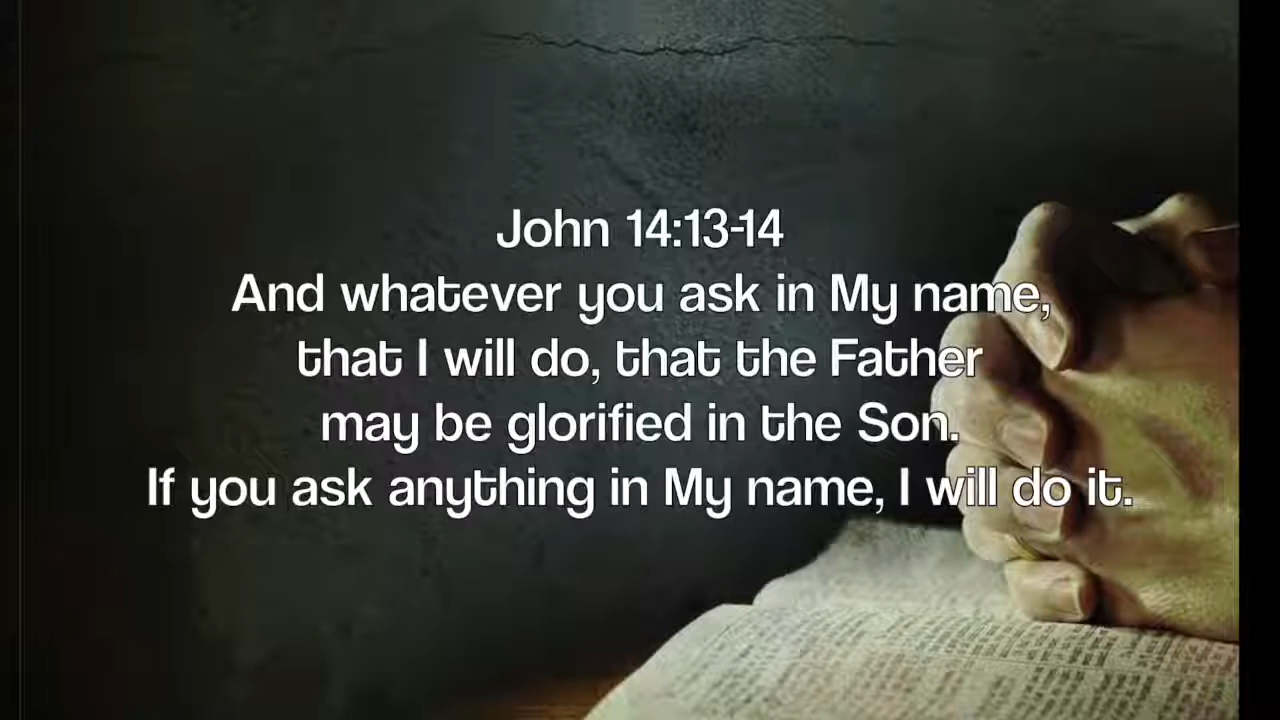 John 14:13-14
And whatever you ask in My name,
that I will do, that the Father
may be glorified in the Son.
If you ask anything in My name, I will do it.